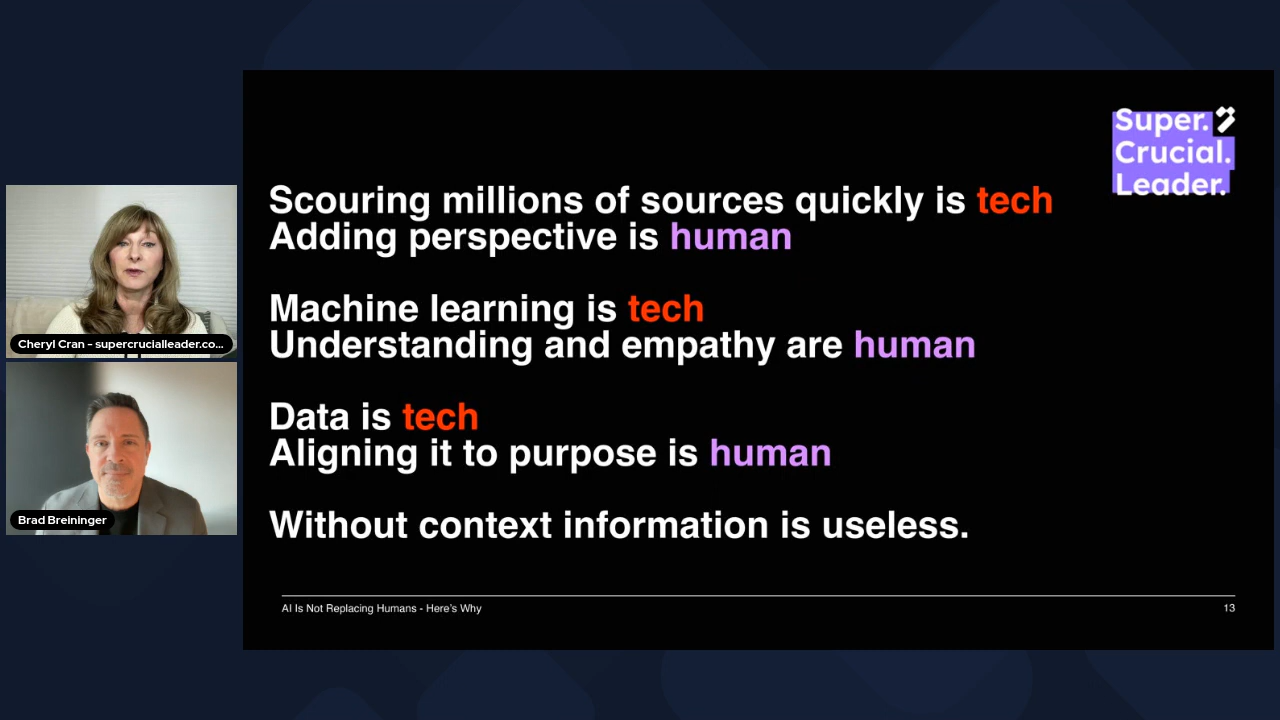 Super.
Crucial.
Leader.
Scouring millions of sources quickly is tech
Adding perspective is human
Machine learning is tech
Understanding and empathy are human
Data is tech
Aligning it to purpose is human
Without context information is useless.
AI Is Not Replacing Humans - Here's Why
13
Cheryl Cran - supercrucialleader.co...
Brad Breininger